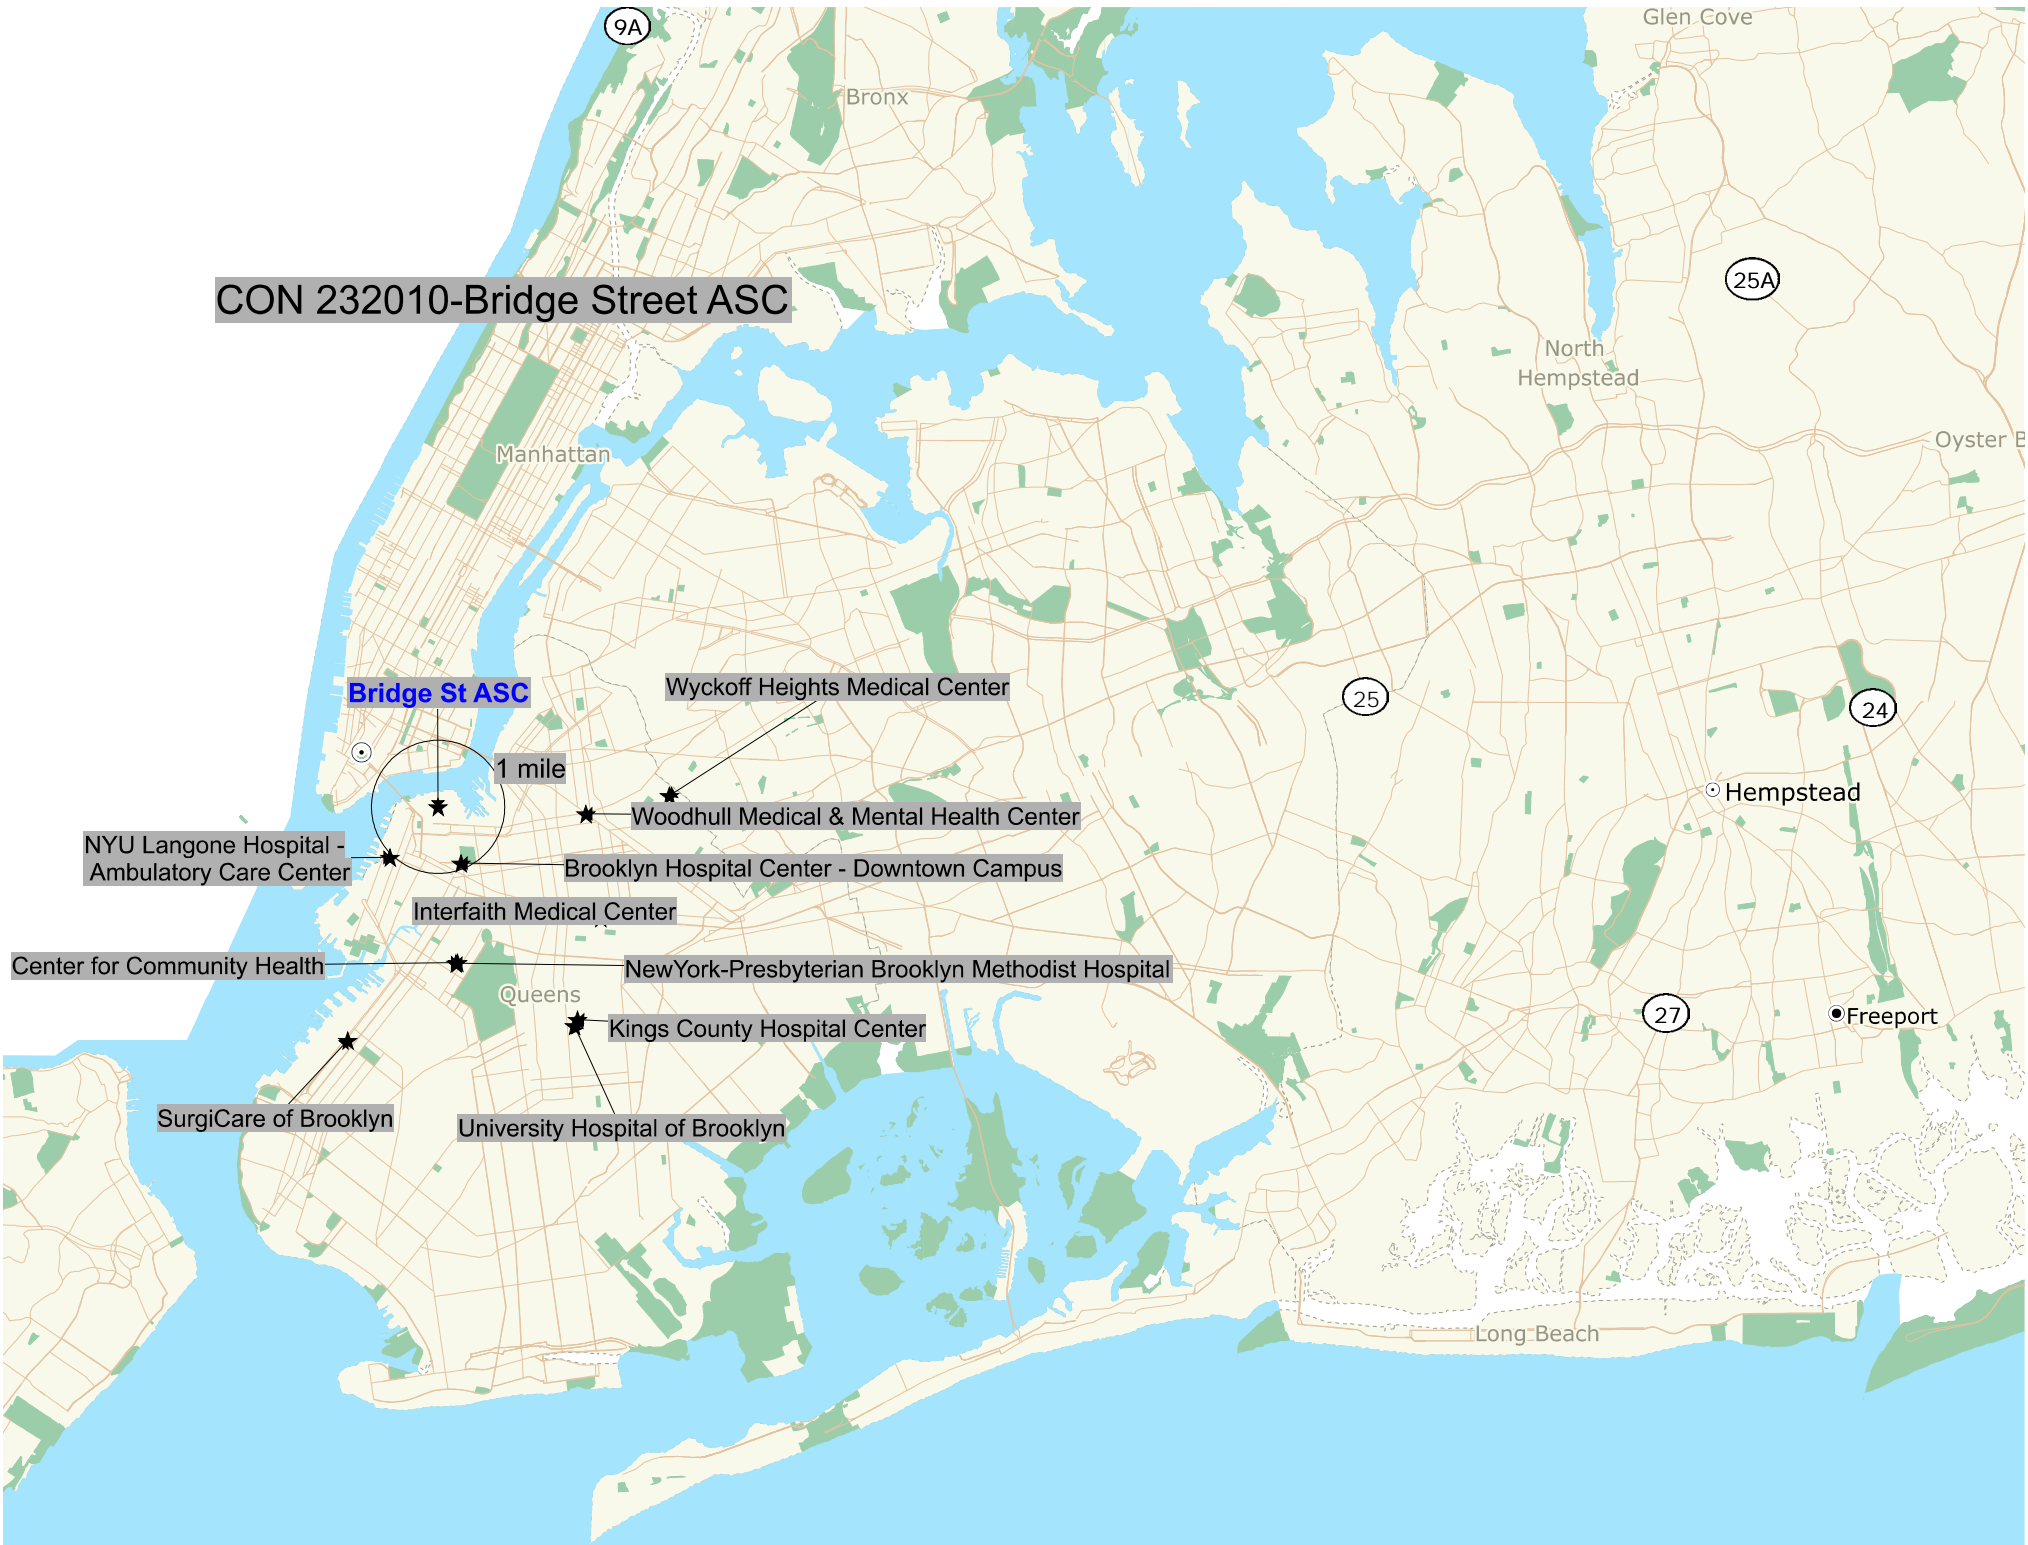 9A
Glen Cove
Bronx
CON 232010-Bridge Street ASC
25A
North
Hempstead
Oyster B
Manhattan
Bridge St ASC
Wyckoff Heights Medical Center
25
24
1 mile
Hempstead
Woodhull Medical & Mental Health Center
NYU Langone Hospital -
Ambulatory Care Center
Brooklyn Hospital Center - Downtown Campus
Interfaith Medical Center
Center for Community Health
NewYork-Presbyterian Brooklyn Methodist Hospital
Queens
Kings County Hospital Center
27
Freeport
SurgiCare of Brooklyn
University Hospital of Brooklyn
Long Beach